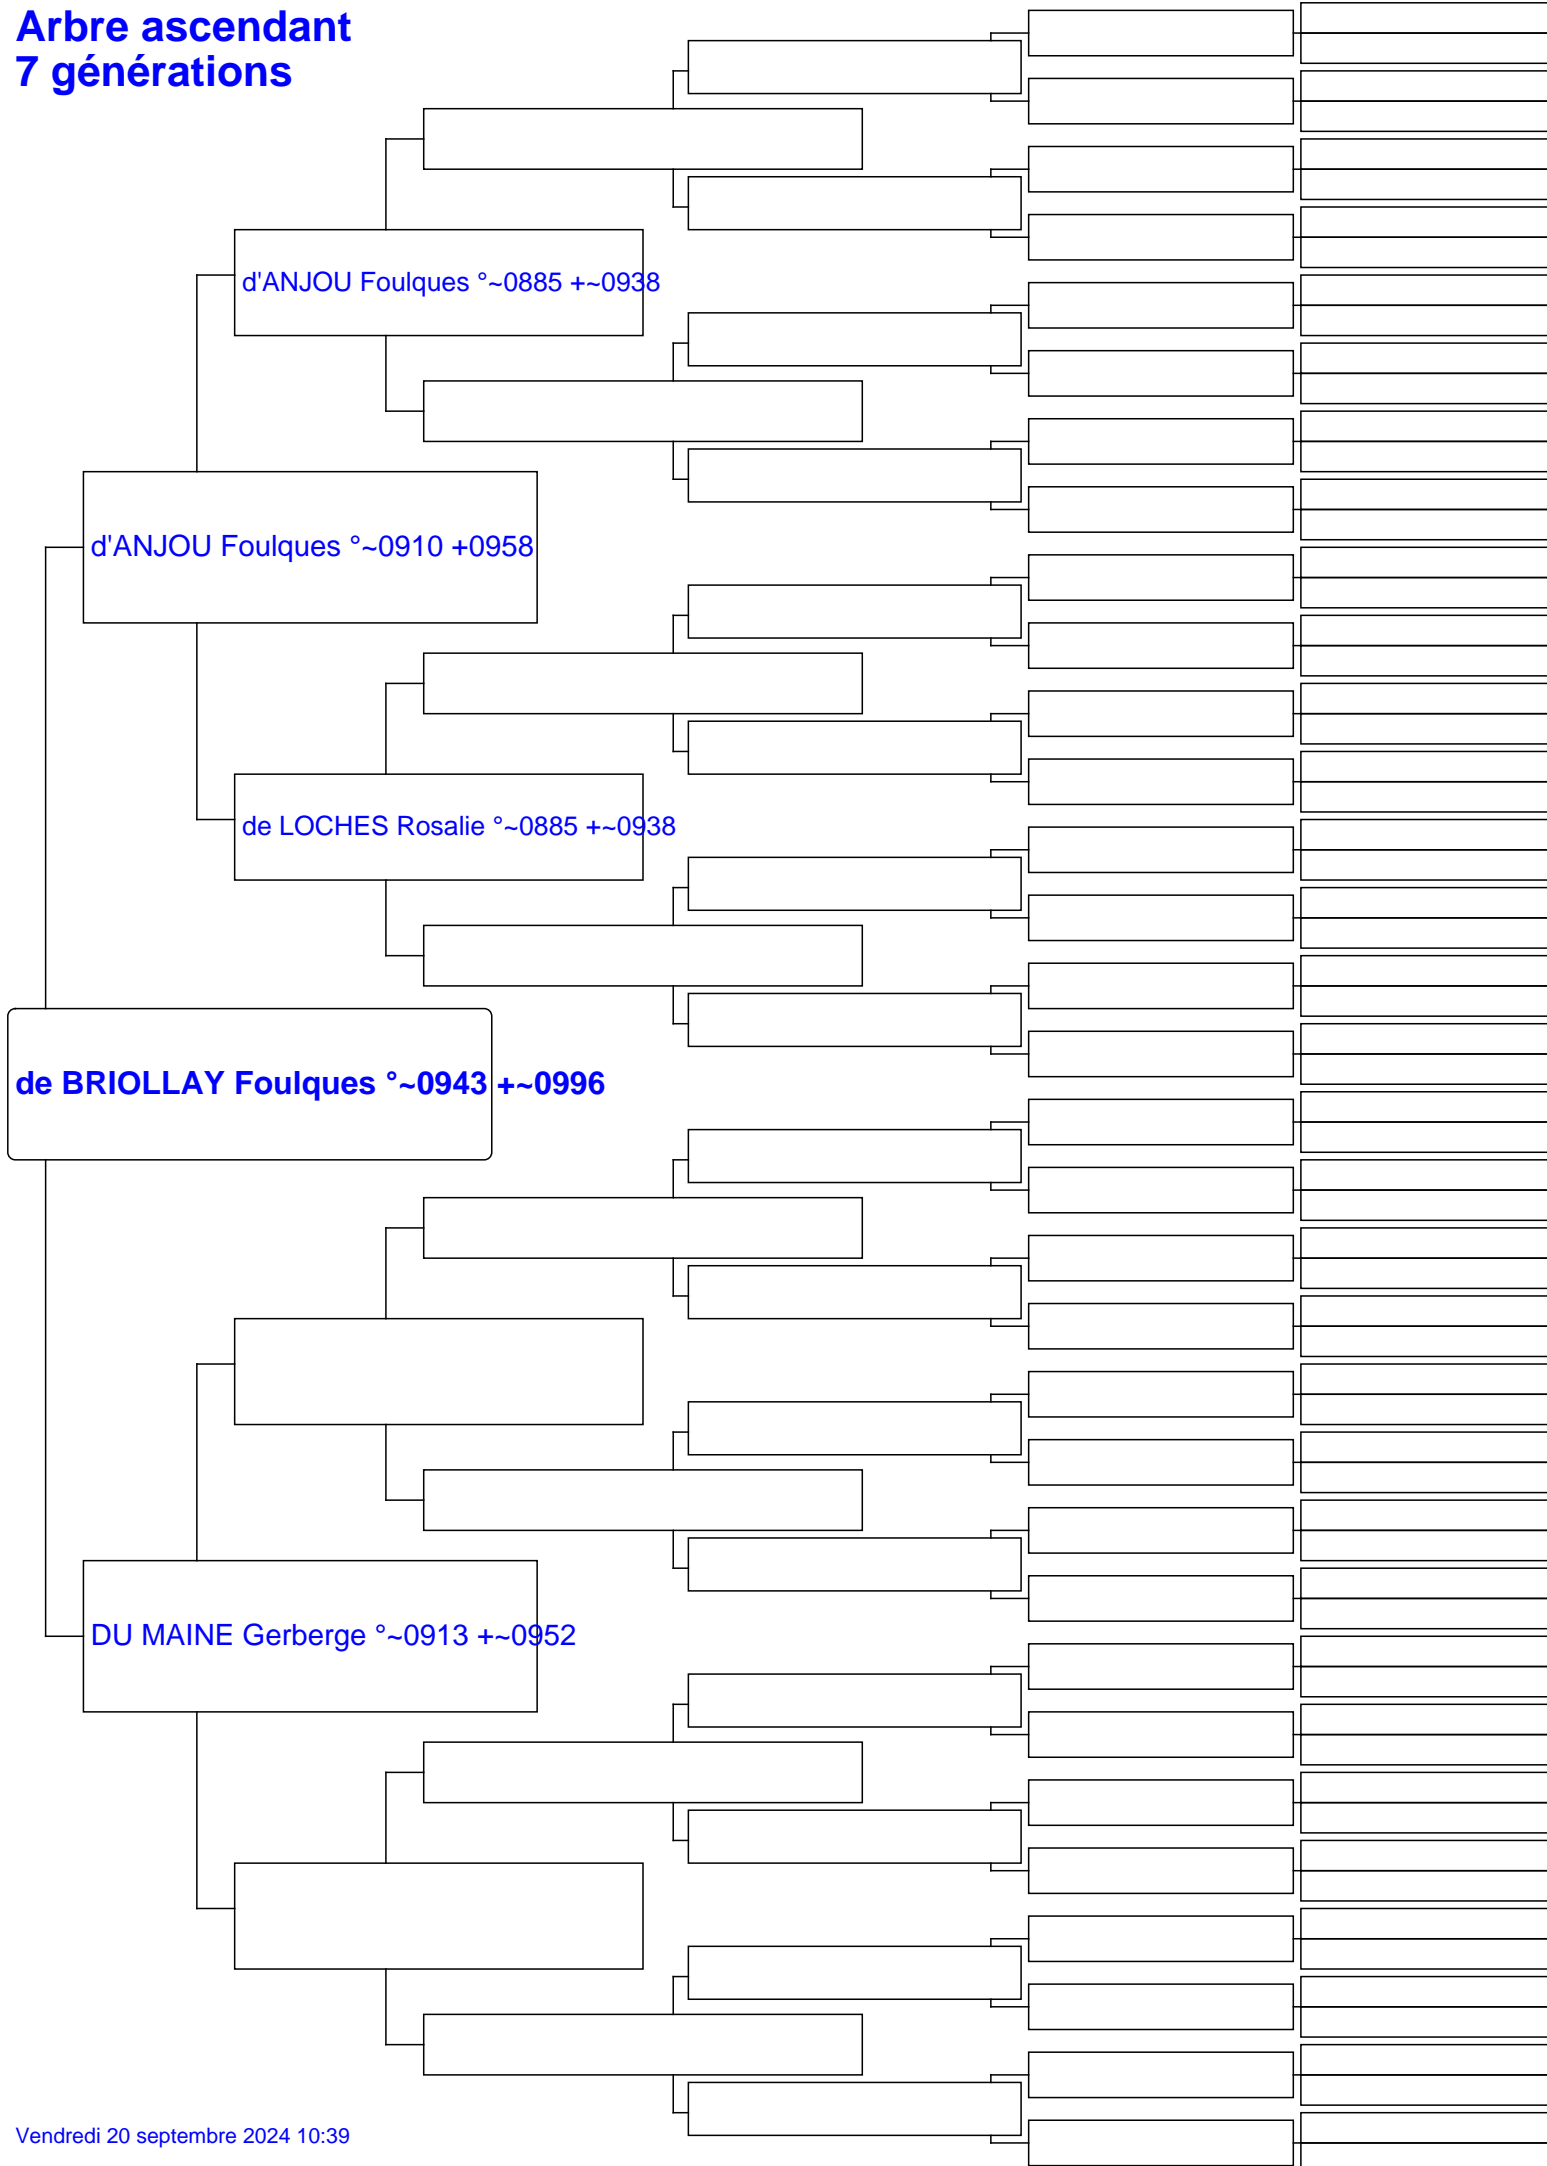 Arbre ascendant
7 générations
d'ANJOU Foulques °~0885 +~0938
d'ANJOU Foulques °~0910 +0958
de LOCHES Rosalie °~0885 +~0938
de BRIOLLAY Foulques °~0943 +~0996
DU MAINE Gerberge °~0913 +~0952
Vendredi 20 septembre 2024 10:39